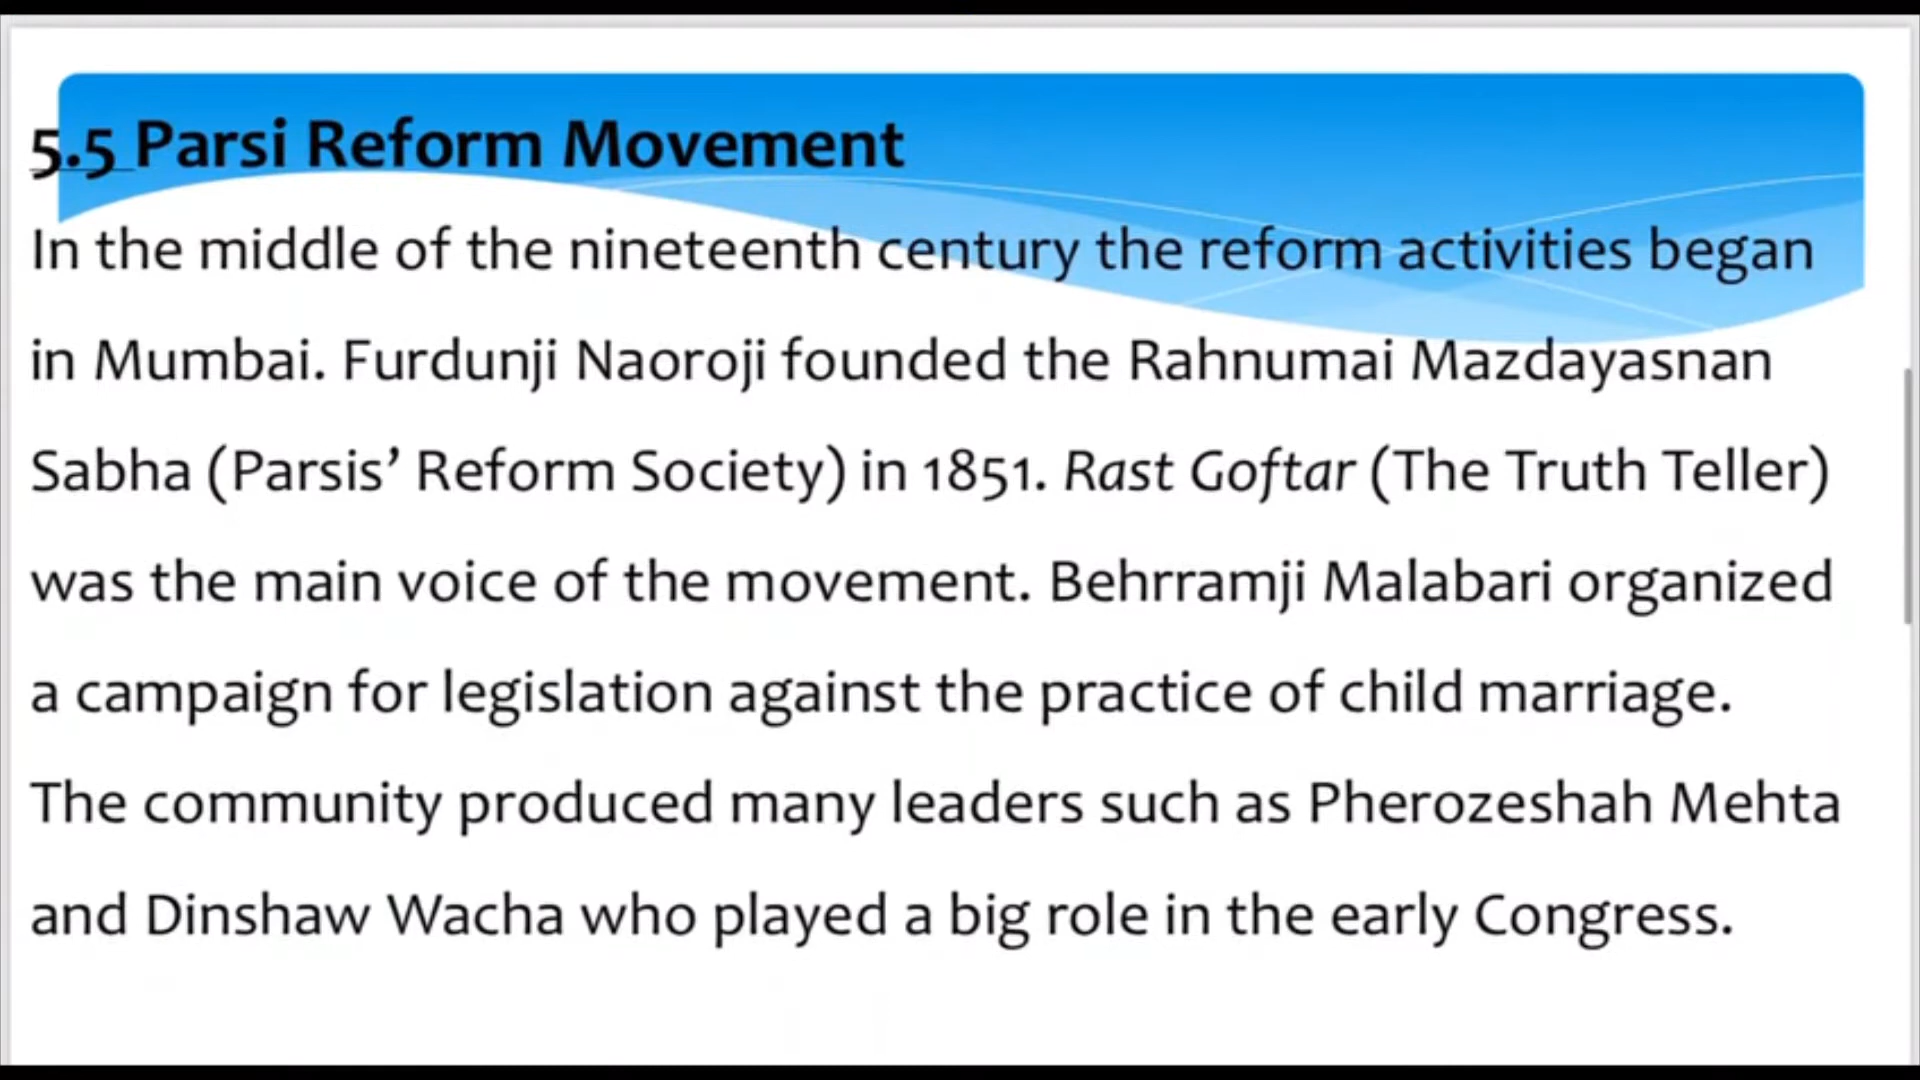 5.5 Parsi Reform Movement
In the middle of the nineteenth century the reform activities began
in Mumbai. Furdunji Naoroji founded the Rahnumai Mazdayasnan
Sabha (Parsis’ Reform Society) in 1851. Rast Goftar (The Truth Teller)
was the main voice of the movement. Behrramji Malabari organized
a campaign for legislation against the practice of child marriage.
The community produced many leaders such as Pherozeshah Mehta
and Dinshaw Wacha who played a big role in the early Congress.